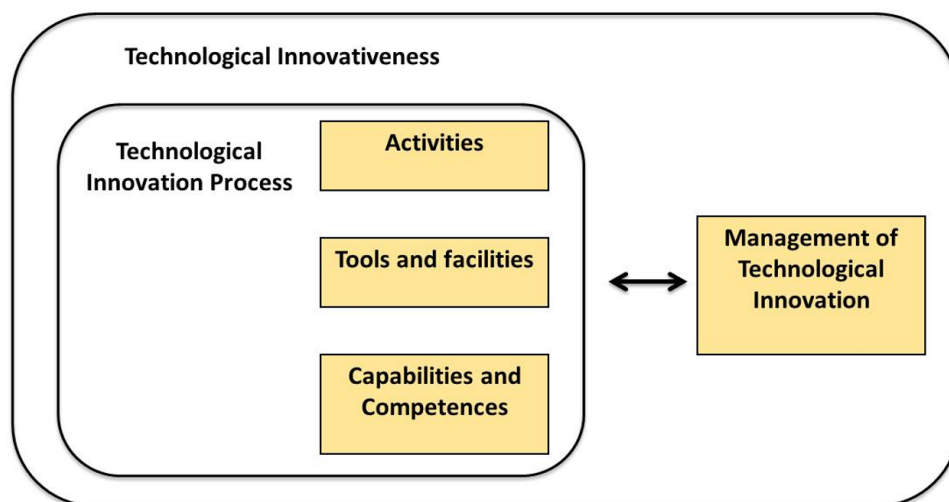 Technological Innovativeness
Technological
Innovation Process
Activities
Tools and facilities
Capabilities and
Competences
Management of
Technological
Innovation